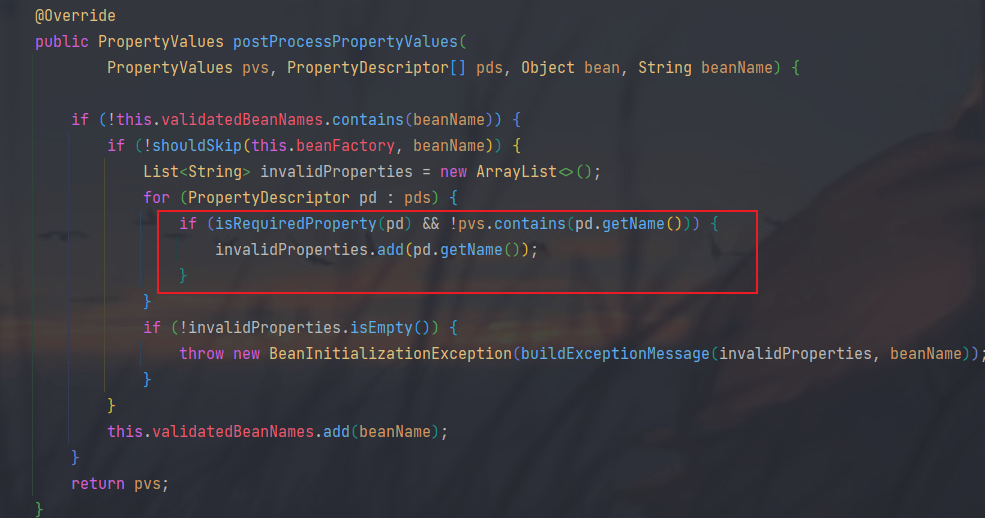 @Override
public PropertyValues postProcessPropertyValues(
PropertyValues pvs, PropertyDescriptor[] pds, Object bean, String beanName) {
if (!this.validatedBeanNames.contains(beanName)) {
if (!shouldSkip(this.beanFactory, beanName)) {
List<String> invalidProperties = new ArrayList<>();
for (PropertyDescriptor pd : pds) {
if (isRequiredProperty(pd) && !pvs.contains(pd.getName())) {
invalidProperties.add(pd.getName());
}
}
if (!invalidProperties.isEmpty()) {
throw new BeanInitializationException(buildExceptionMessage(invalidProperties, beanName));
}
}
this.validatedBeanNames.add(beanName);
}
return pvs;
}